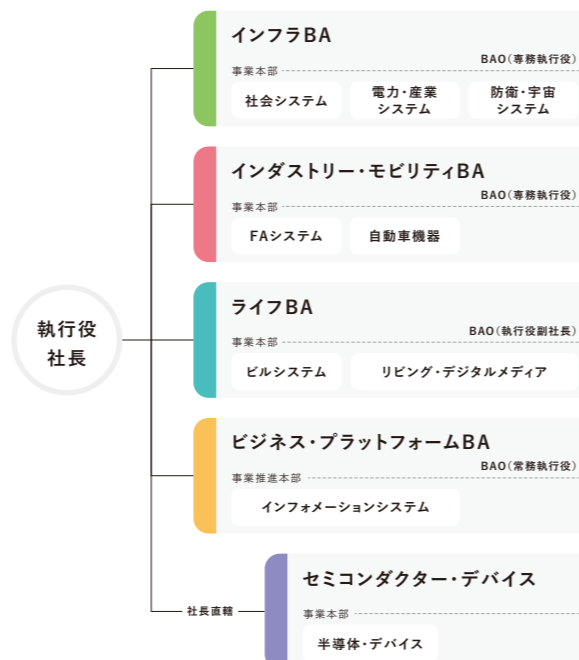 インフラBA
BAO（専務執行役）
事業本部
社会システム
電力・産業
システム
防衛・宇宙
システム
インダストリー・モビリティBA
BAO（専務執行役）
事業本部
FAシステム
自動車機器
執行役
社長
ライフBA
BAO（執行役副社長）
事業本部
ビルシステム
リビング・デジタルメディア
ビジネス・プラットフォームBA
BAO（常務執行役）
事業推進本部
インフォメーションシステム
社長直轄
セミコンダクター・デバイス
事業本部
半導体・デバイス